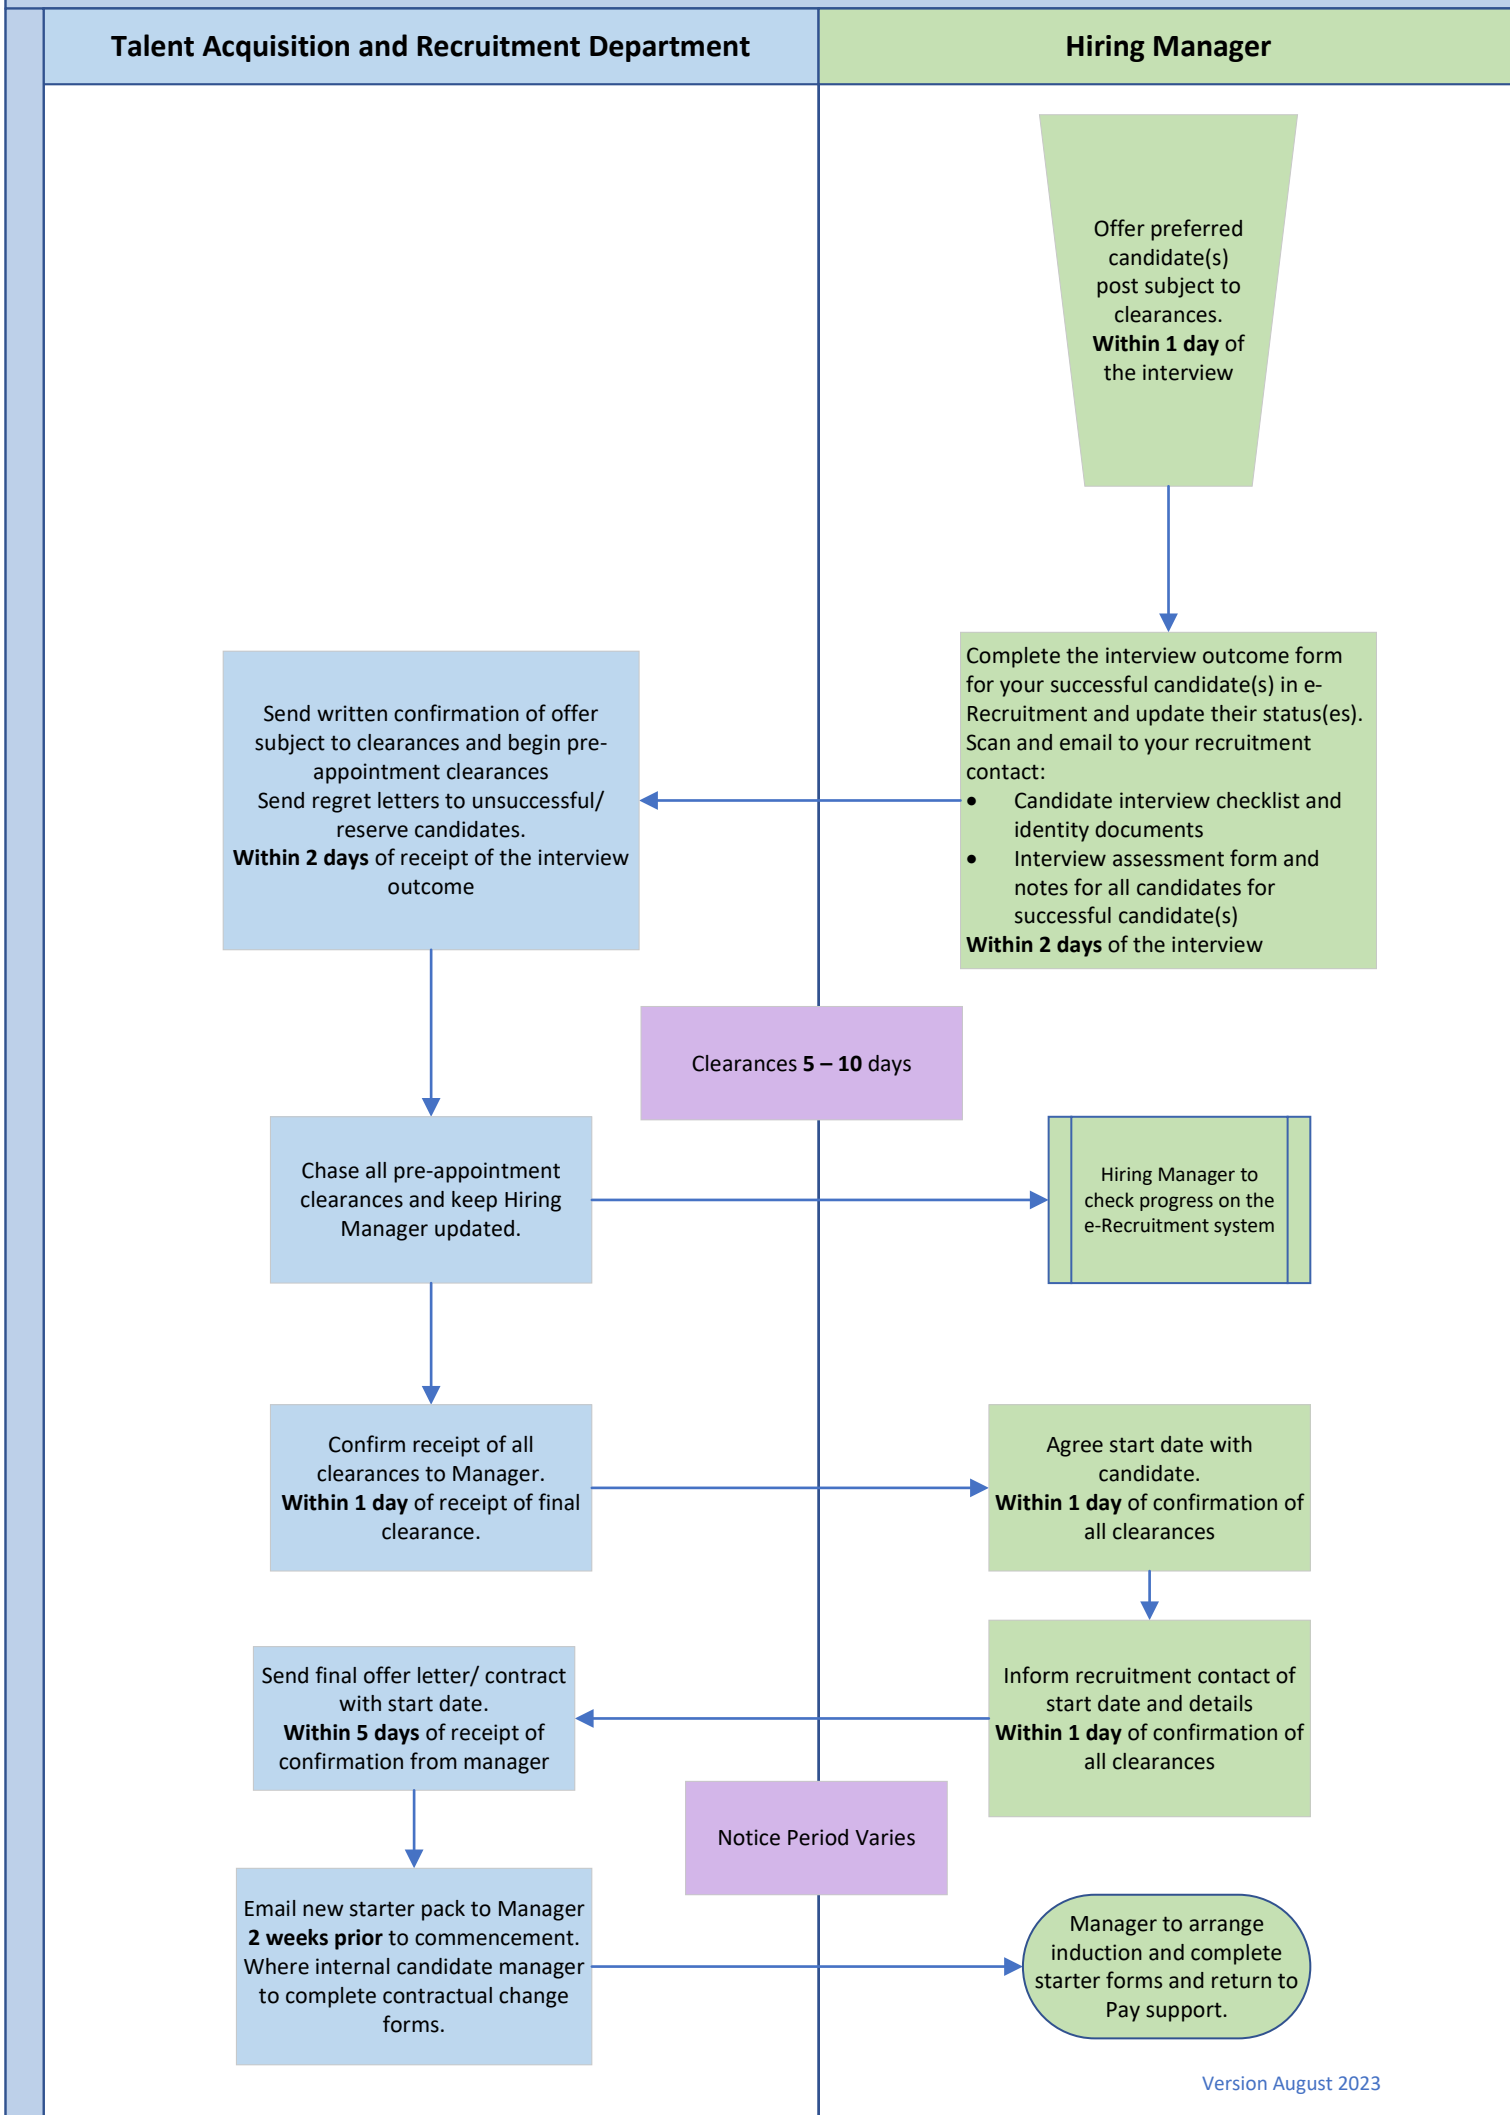 Talent Acquisition and Recruitment Department
Hiring Manager
Offer preferred
candidate(s)
post subject to
clearances.
Within 1 day of
the interview
Complete the interview outcome form
for your successful candidate(s) in e-
Recruitment and update their status(es).
Scan and email to your recruitment
contact:
• Candidate interview checklist and
identity documents
• Interview assessment form and
notes for all candidates for
successful candidate(s)
Within 2 days of the interview
Send written confirmation of offer
subject to clearances and begin pre-
appointment clearances
Send regret letters to unsuccessful/
reserve candidates.
Within 2 days of receipt of the interview
outcome
Clearances 5 – 10 days
Chase all pre-appointment
clearances and keep Hiring
Manager updated.
Hiring Manager to
check progress on the
e-Recruitment system
Confirm receipt of all
clearances to Manager.
Within 1 day of receipt of final
clearance.
Agree start date with
candidate.
Within 1 day of confirmation of
all clearances
Inform recruitment contact of
start date and details
Within 1 day of confirmation of
all clearances
Send final offer letter/ contract
with start date.
Within 5 days of receipt of
confirmation from manager
Notice Period Varies
Email new starter pack to Manager
2 weeks prior to commencement.
Where internal candidate manager
to complete contractual change
forms.
Manager to arrange
induction and complete
starter forms and return to
Pay support.
Version August 2023